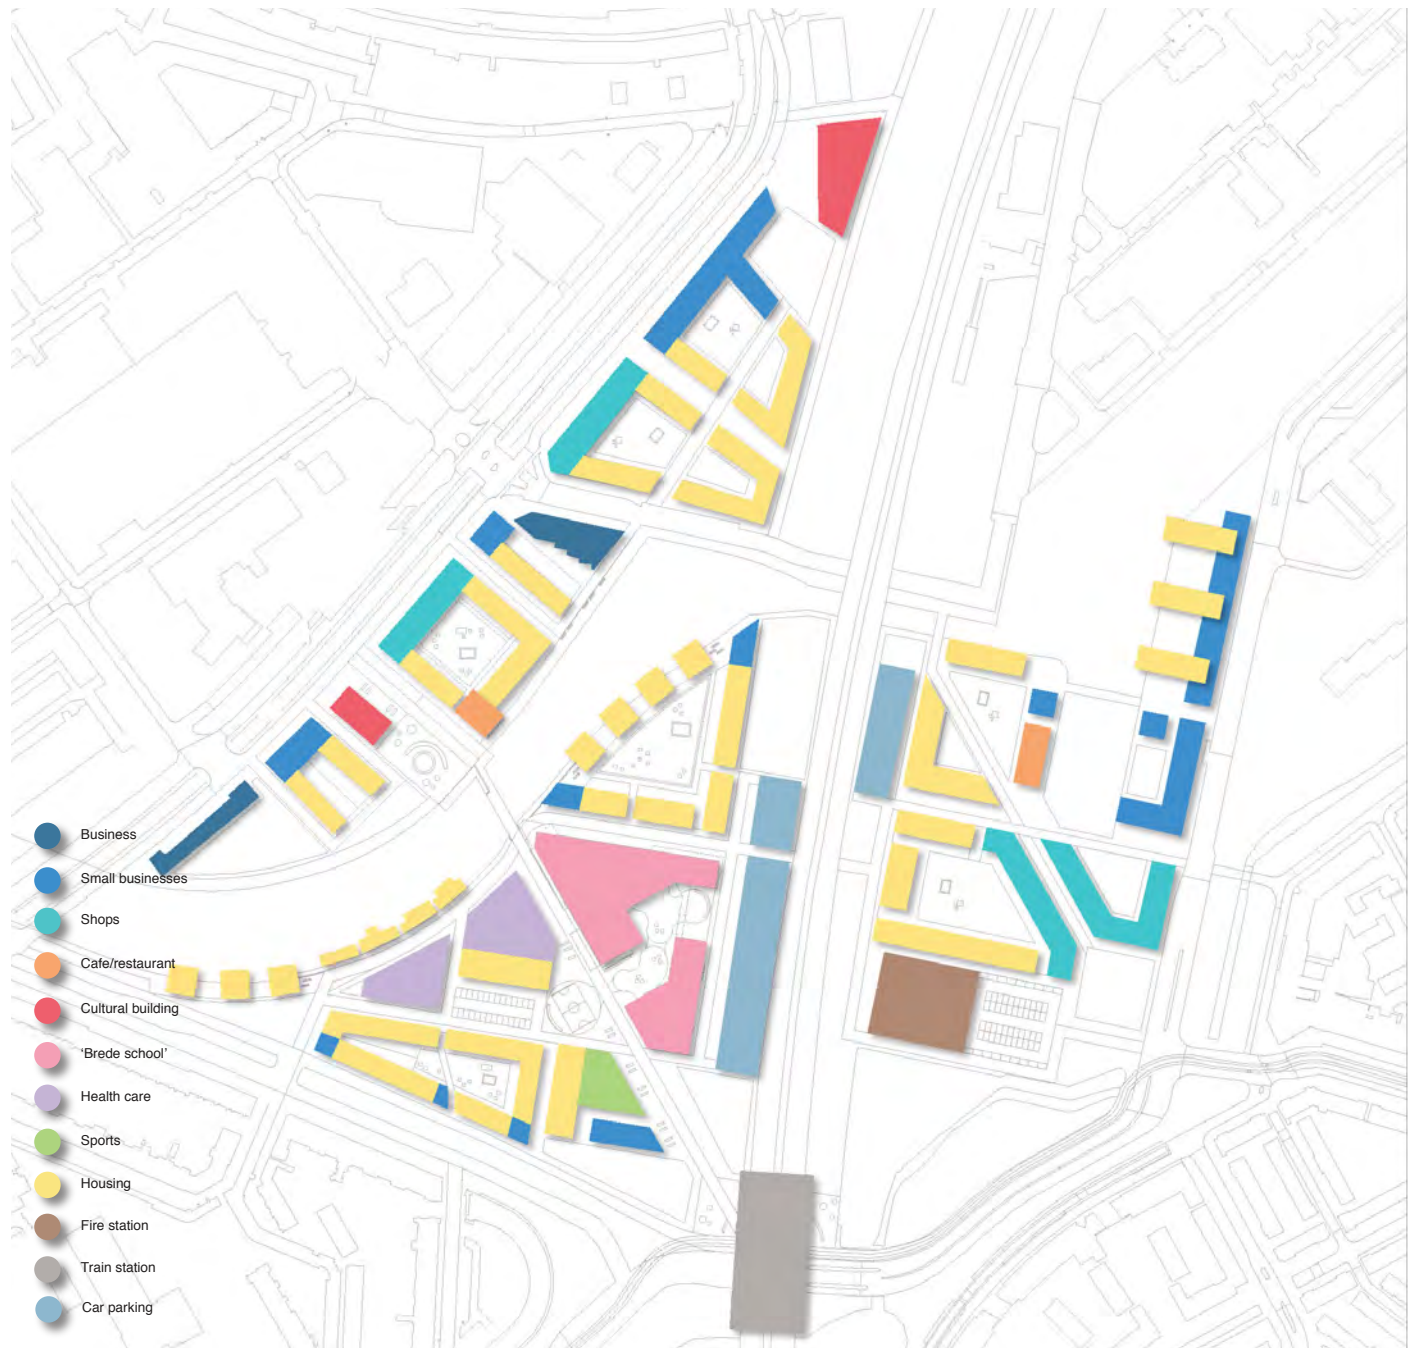 Business
Small businesses
Shops
Cafe/restaurant
Cultural building
‘Brede school’
Health care
Sports
Housing
Fire station
Train station
Car parking